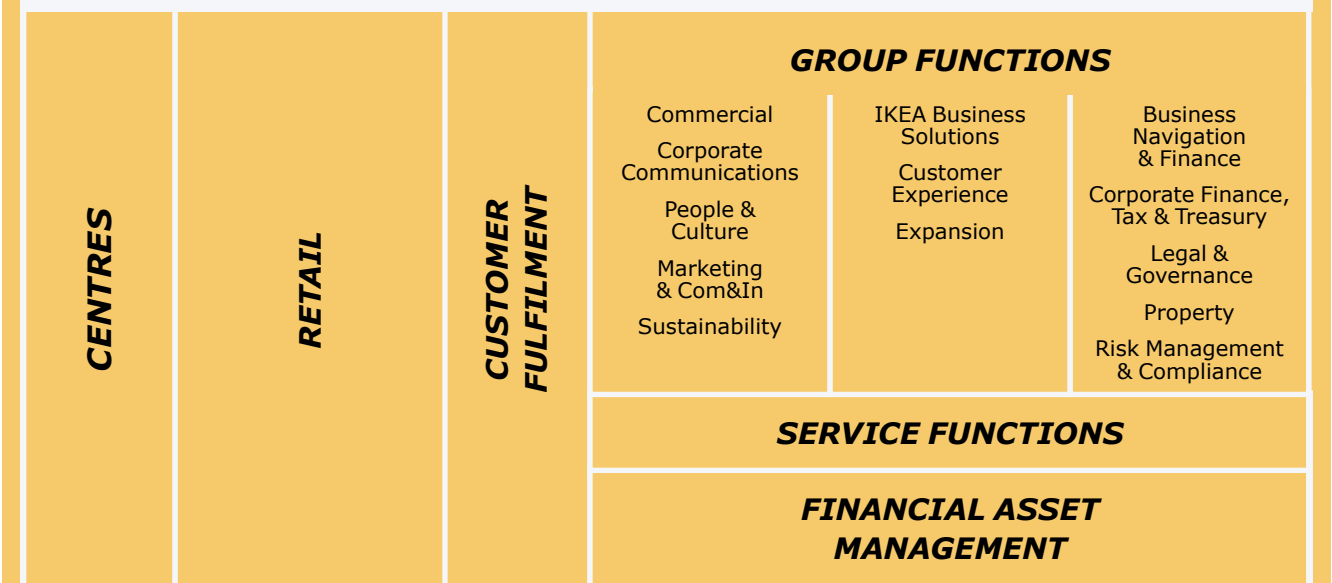 CENTRES
RETAIL
CUSTOMER
FULFILMENT
GROUP FUNCTIONS
Commercial
Corporate
Communications
People &
Culture
Marketing
& Com&In
Sustainability
IKEA Business
Solutions
Customer
Experience
Expansion
Business
Navigation
& Finance
Corporate Finance,
Tax & Treasury
Legal &
Governance
Property
Risk Management
& Compliance
SERVICE FUNCTIONS
FINANCIAL ASSET
MANAGEMENT